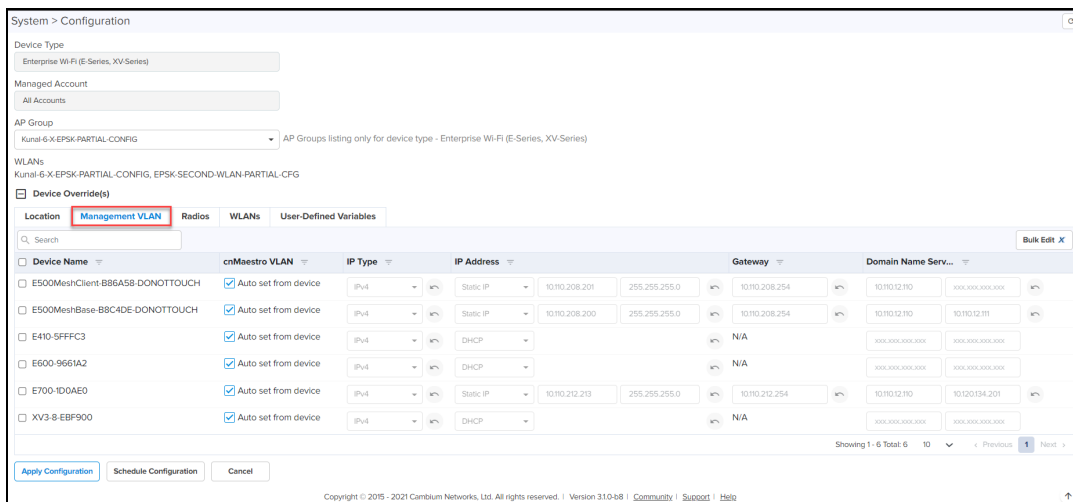 System > Configuration
Device Type
Enterprise Wi-Fi (E-Series, XV-Series)
Managed Account
All Accounts
AP Group
Kunal-6-X-EPSK-PARTIAL-CONFIG AP Groups listing only for device type - Enterprise Wi-Fi (E-Series, XV-Series)
WLANs
Kunal-6-X-EPSK-PARTIAL-CONFIG, EPSK-SECOND-WLAN-PARTIAL-CFG
Device Override(s)
Location Management VLAN Radios WLANs User-Defined Variables
Search Bulk Edit
Device Name cnMaestro VLAN IP Type IP Address Gateway Domain Name Serv...
E500MeshClient-B86A58-DONOTTOUCH Auto set from device IPv4 Static IP 10.110.208.201 255.255.255.0 10.110.208.254 10.110.12.110 xxx.xxx.xxx.xxx
E500MeshBase-B8C4DE-DONOTTOUCH Auto set from device IPv4 Static IP 10.110.208.200 255.255.255.0 10.110.208.254 10.110.12.110 10.110.12.111
E410-5FFFC3 Auto set from device IPv4 DHCP N/A xxx.xxx.xxx.xxx xxx.xxx.xxx.xxx
E600-9661A2 Auto set from device IPv4 DHCP N/A xxx.xxx.xxx.xxx xxx.xxx.xxx.xxx
E700-1D0AE0 Auto set from device IPv4 Static IP 10.110.212.213 255.255.255.0 10.110.212.254 10.110.12.110 10.120.134.201
XV3-8-EBF900 Auto set from device IPv4 DHCP N/A xxx.xxx.xxx.xxx xxx.xxx.xxx.xxx
Showing 1 - 6 Total: 6 10 < Previous 1 Next >
Apply Configuration Schedule Configuration Cancel
Copyright © 2015 - 2021 Cambium Networks, Ltd. All rights reserved. | Version 3.1.0-b8 | Community | Support | Help